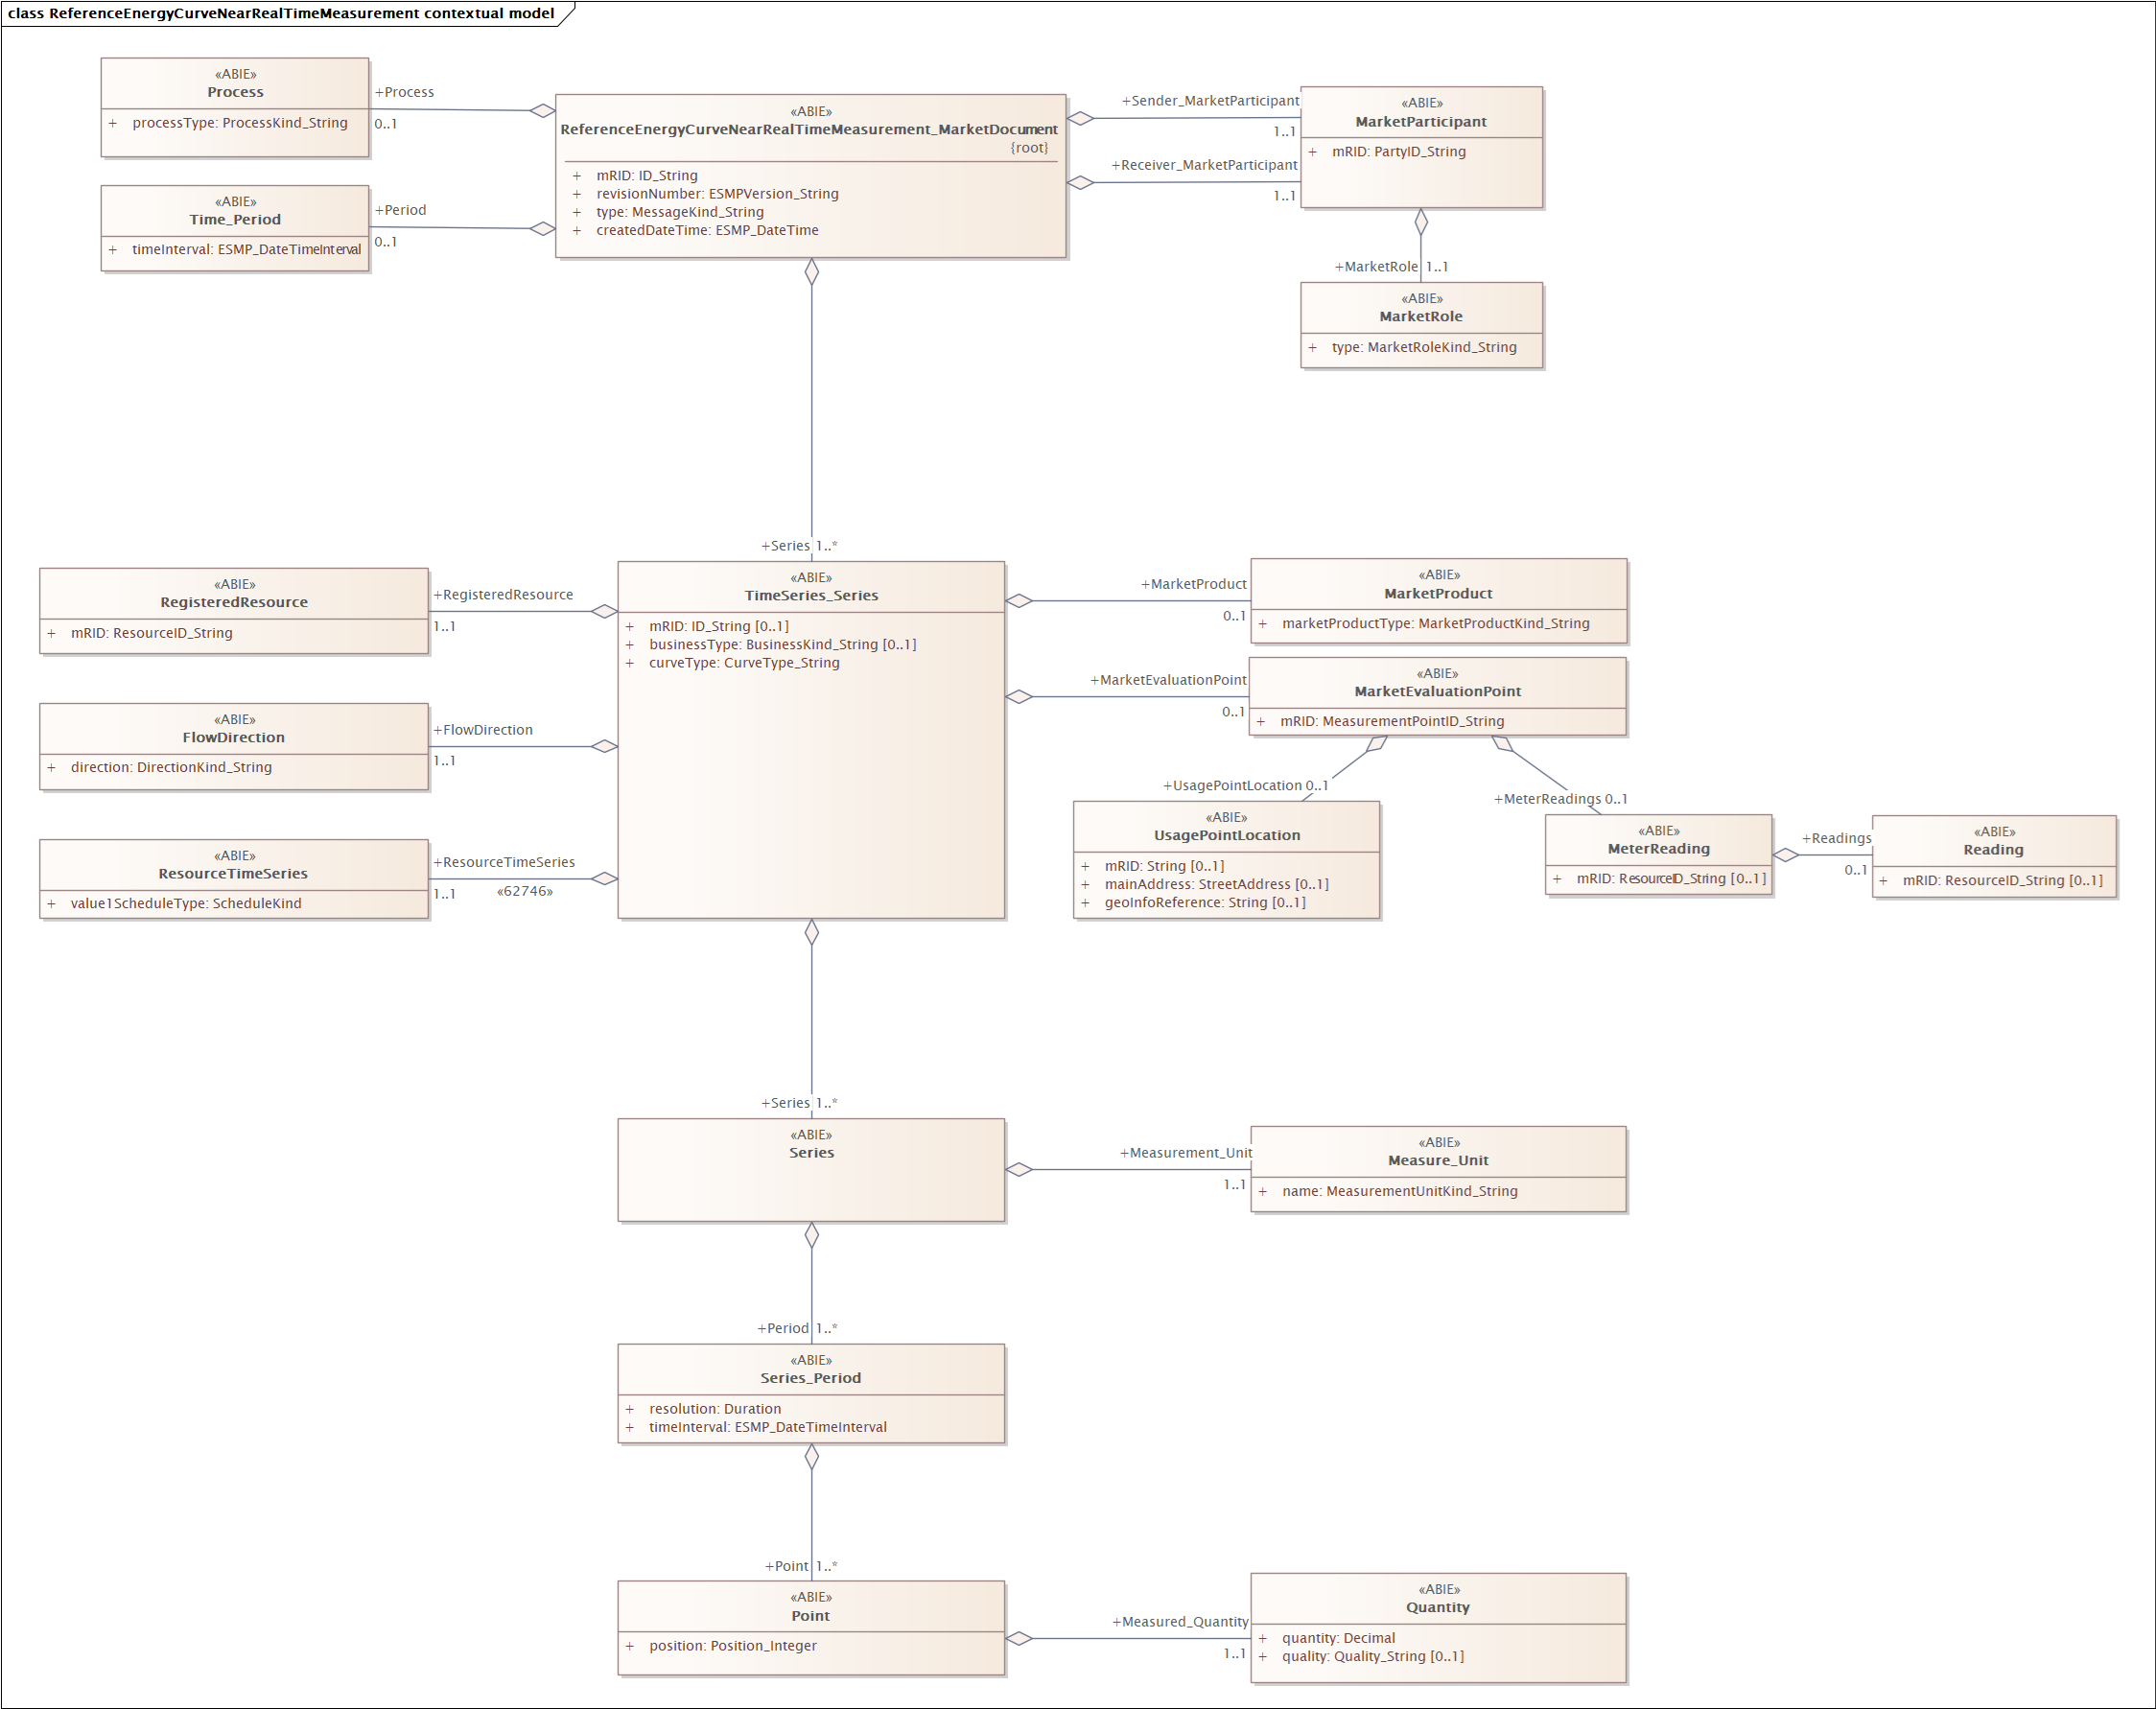 class ReferenceEnergyCurveNearRealTimeMeasurement contextual model
«ABIE»
Process
+ processType: ProcessKind_String
+Process
0..1
«ABIE»
Time_Period
+ timeInterval: ESMP_DateTimeInterval
+Period
0..1
«ABIE»
ReferenceEnergyCurveNearRealTimeMeasurement_MarketDocument
{root}
+ mRID: ID_String
+ revisionNumber: ESMPVersion_String
+ type: MessageKind_String
+ createdDateTime: ESMP_DateTime
+Sender_MarketParticipant
1..1
+Receiver_MarketParticipant
1..1
«ABIE»
MarketParticipant
+ mRID: PartyID_String
+MarketRole 1..1
«ABIE»
MarketRole
+ type: MarketRoleKind_String
+Series 1..*
«ABIE»
RegisteredResource
+ mRID: ResourceID_String
+RegisteredResource
1..1
«ABIE»
FlowDirection
+ direction: DirectionKind_String
+FlowDirection
1..1
«ABIE»
ResourceTimeSeries
+ value1ScheduleType: ScheduleKind
+ResourceTimeSeries
1..1
«62746»
«ABIE»
TimeSeries_Series
+ mRID: ID_String [0..1]
+ businessType: BusinessKind_String [0..1]
+ curveType: CurveType_String
+MarketProduct
0..1
«ABIE»
MarketProduct
+ marketProductType: MarketProductKind_String
+MarketEvaluationPoint
0..1
«ABIE»
MarketEvaluationPoint
+ mRID: MeasurementPointID_String
+UsagePointLocation 0..1
«ABIE»
UsagePointLocation
+ mRID: String [0..1]
+ mainAddress: StreetAddress [0..1]
+ geoInfoReference: String [0..1]
+MeterReadings 0..1
«ABIE»
MeterReading
+ mRID: ResourceID_String [0..1]
+Readings
0..1
«ABIE»
Reading
+ mRID: ResourceID_String [0..1]
+Series 1..*
«ABIE»
Series
+Measurement_Unit
1..1
«ABIE»
Measure_Unit
+ name: MeasurementUnitKind_String
+Period 1..*
«ABIE»
Series_Period
+ resolution: Duration
+ timeInterval: ESMP_DateTimeInterval
+Point 1..*
«ABIE»
Point
+ position: Position_Integer
+Measured_Quantity
1..1
«ABIE»
Quantity
+ quantity: Decimal
+ quality: Quality_String [0..1]